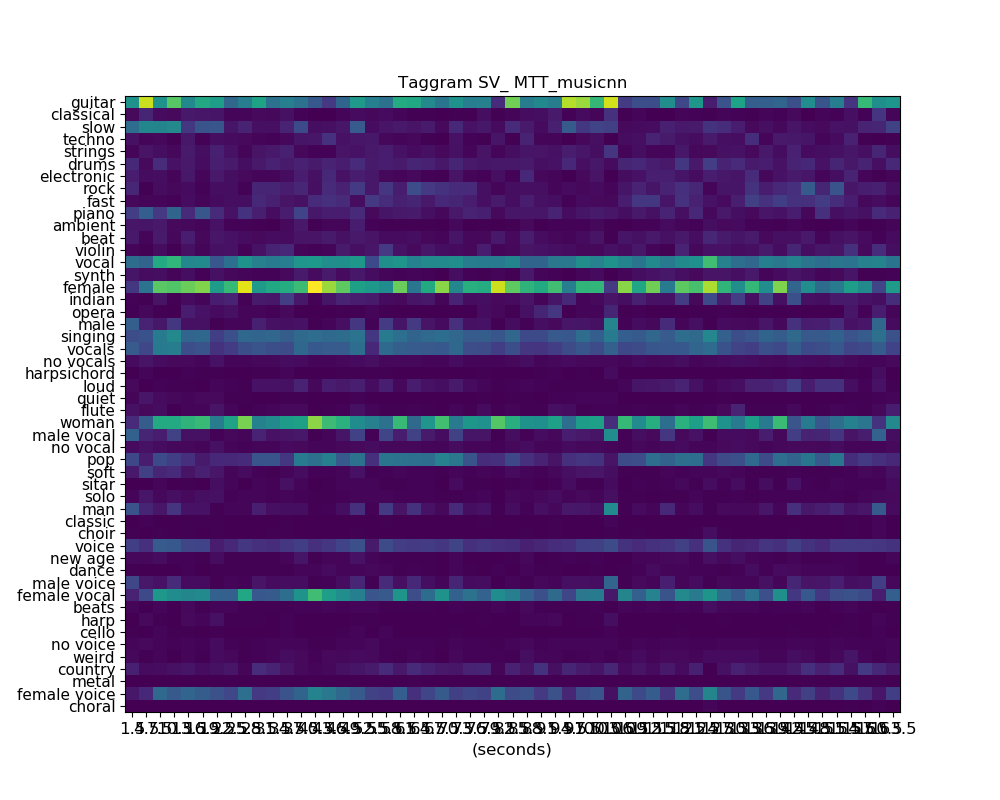 Taggram SV_ MTT_musicnn
guitar
classical
slow
techno
strings
drums
electronic
rock
fast
piano
ambient
beat
violin
vocal
synth
female
indian
opera
male
singing
vocals
no vocals
harpsichord
loud
quiet
flute
woman
male vocal
no vocal
pop
soft
sitar
solo
man
classic
choir
voice
new age
dance
male voice
female vocal
beats
harp
cello
no voice
weird
country
metal
female voice
choral
(seconds)